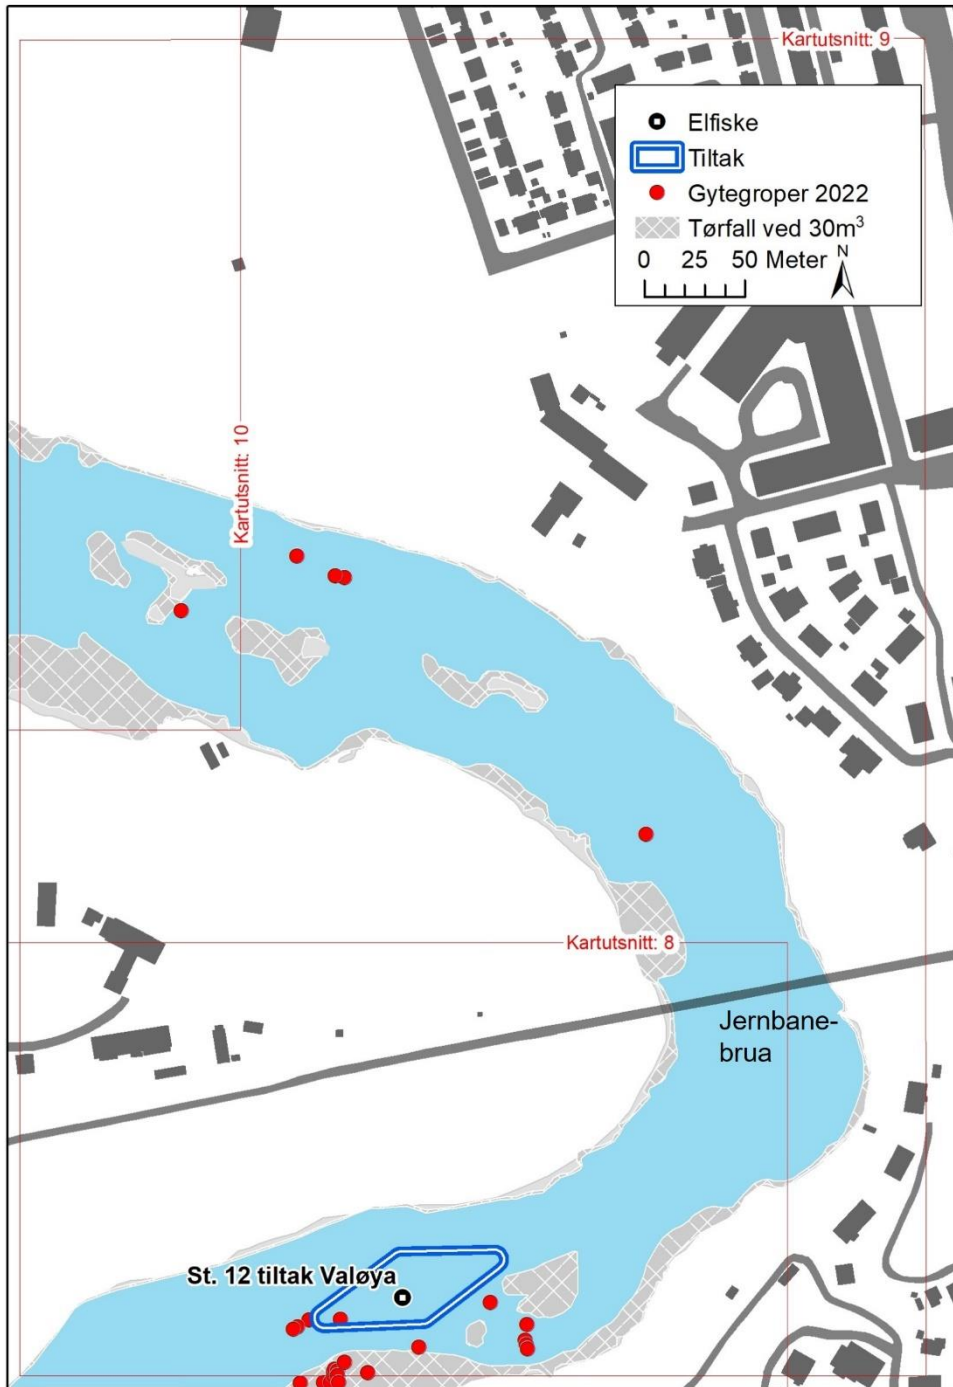 Kartutsnitt: 9
Elfiske
Tiltak
Gytegroper 2022
Tørfall ved 30m³
0 25 50 Meter
N
Kartutsnitt: 10
Kartutsnitt: 8
Jernbane-
brua
St. 12 tiltak Valøya